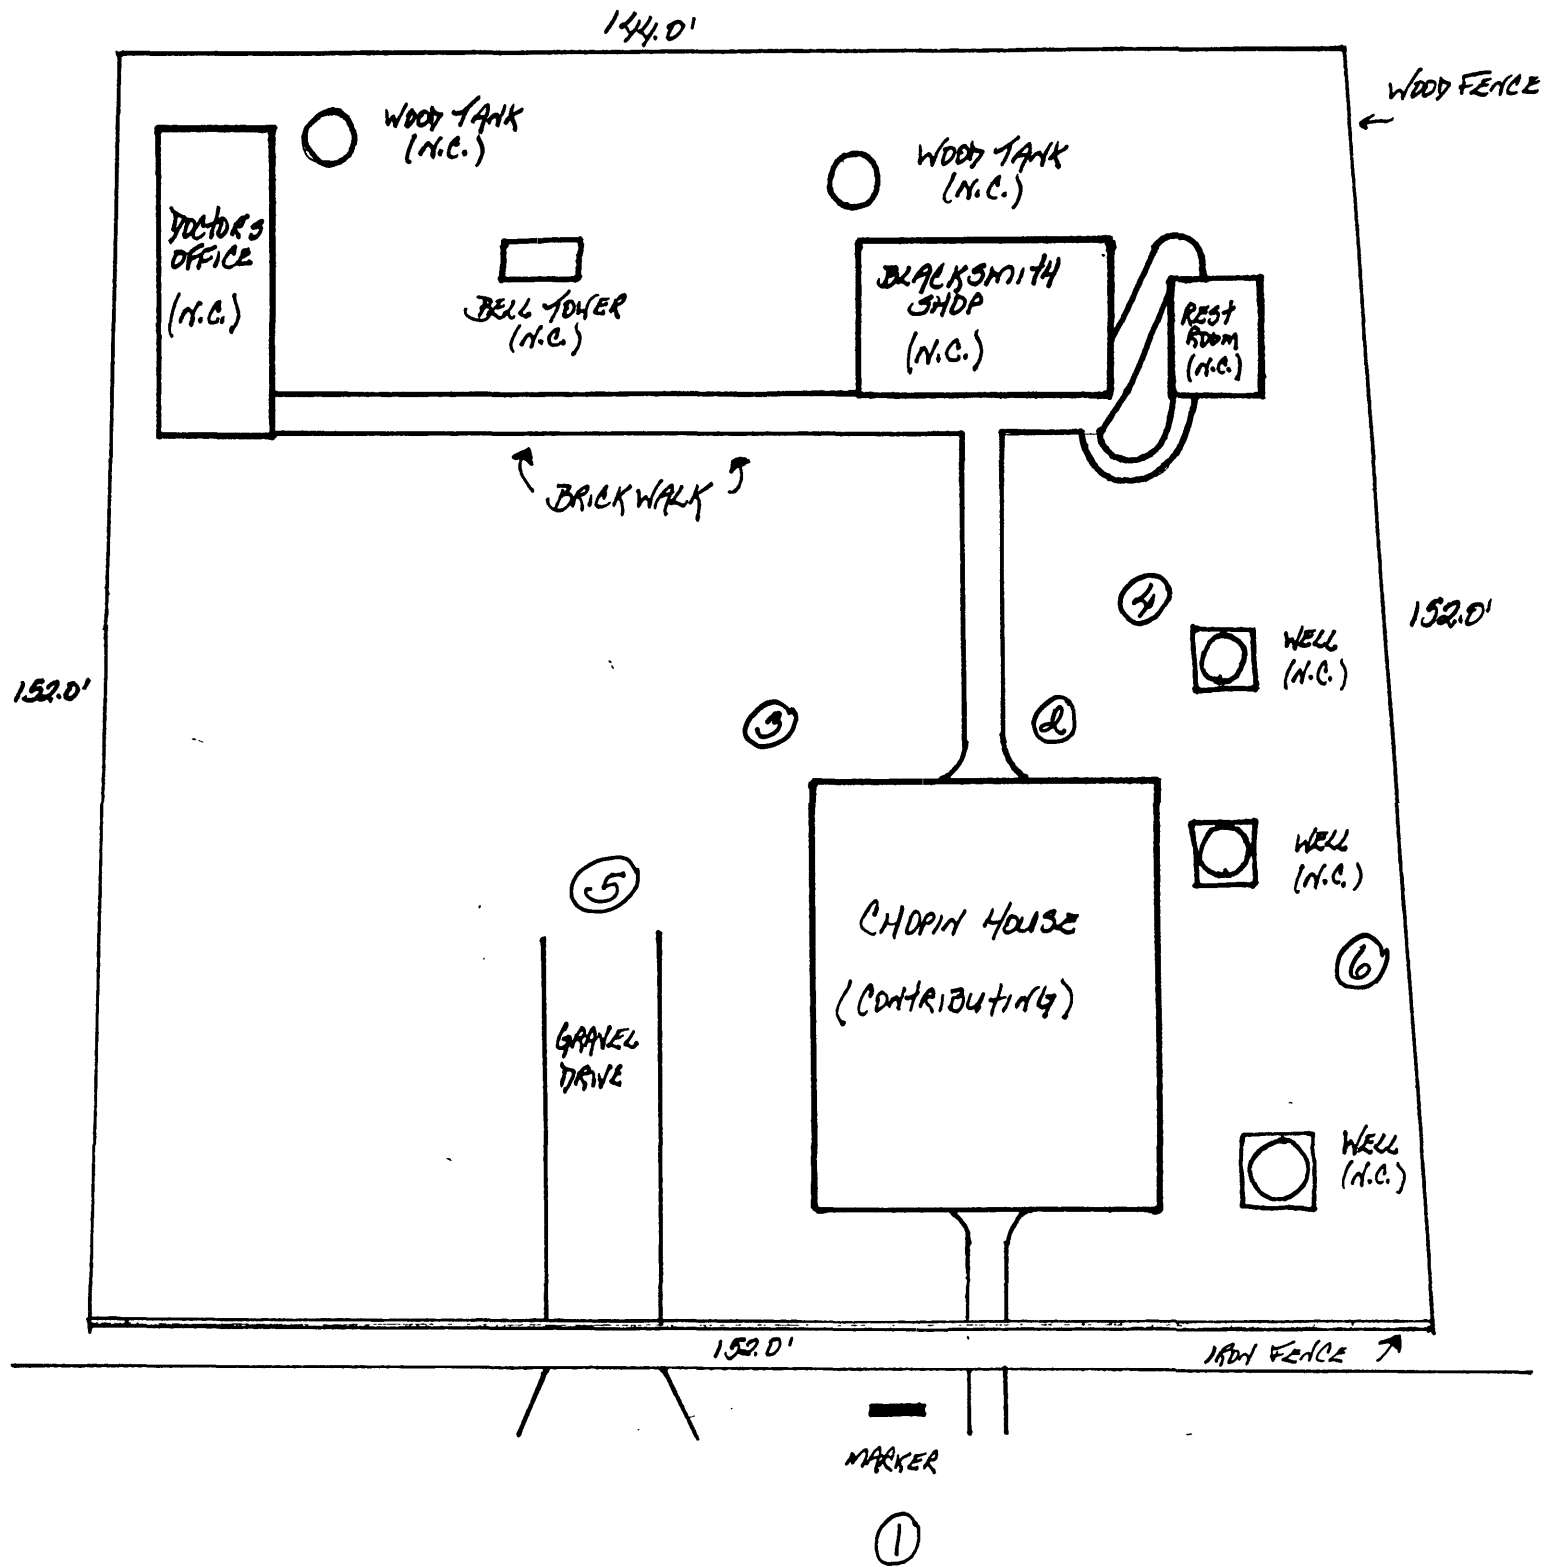 144.0'
WOOD FENCE
WOOD TANK
(N.C.)
WOOD TANK
(N.C.)
DOCTORS
OFFICE
(N.C.)
BELL TOWER
(N.C.)
BLACKSMITH
SHOP
(N.C.)
REST
ROOM
(N.C.)
BRICK WALK
4
152.0'
WELL
(N.C.)
152.0'
3
2
WELL
(N.C.)
5
CHOPIN HOUSE
(CONTRIBUTING)
6
GRAVEL
DRIVE
WELL
(N.C.)
152.0'
IRON FENCE
MARKER
1